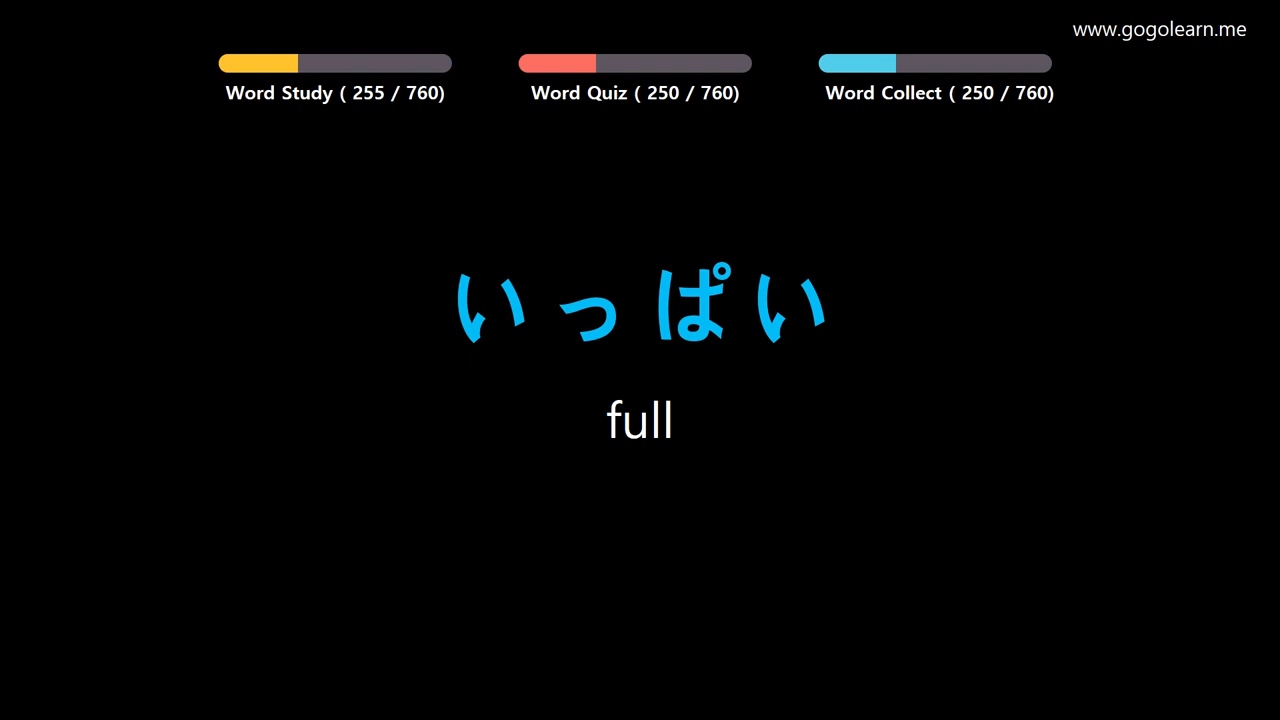 www.gogolearn.me
Word Study ( 255 / 760)
Word Quiz ( 250 / 760)
Word Collect ( 250 / 760)
いっぱい
full